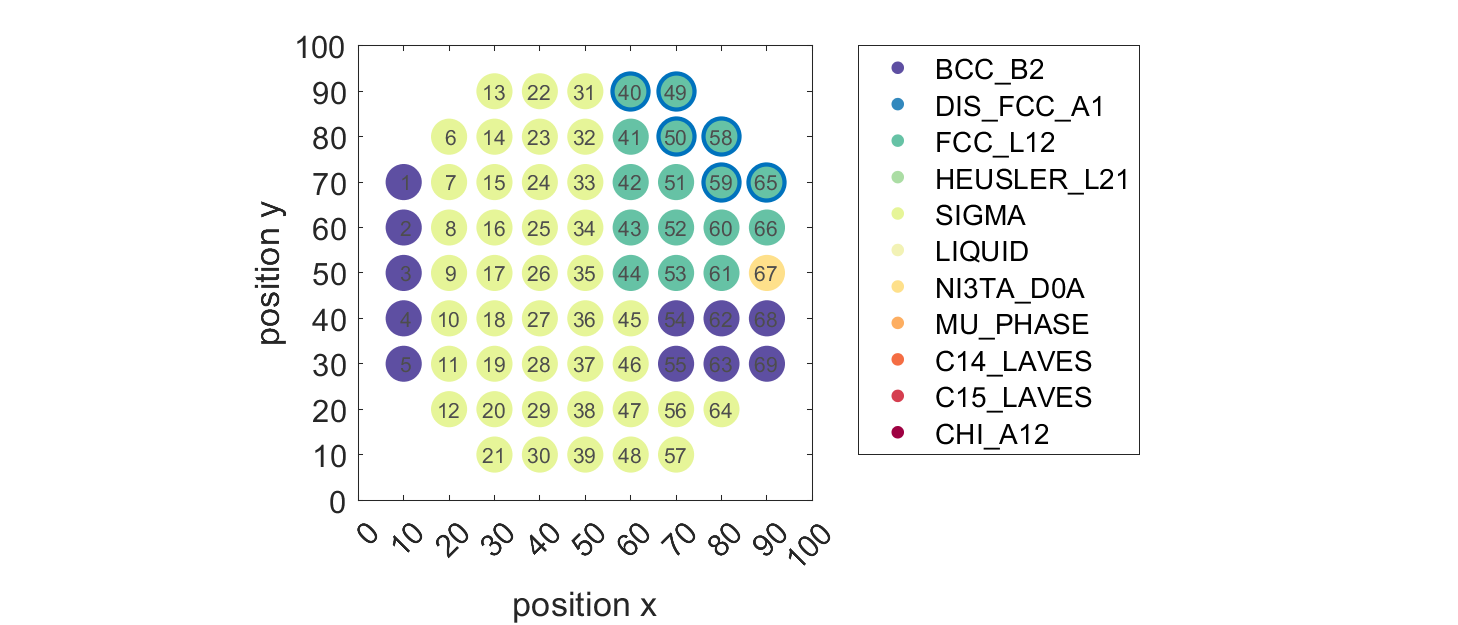 100
90 13 22 31 40 49
80 6 14 23 32 41 50 58
70 1 7 15 24 33 42 51 59 65
60 2 8 16 25 34 43 52 60 66
50 3 9 17 26 35 44 53 61 67
40 4 10 18 27 36 45 54 62 68
30 5 11 19 28 37 46 55 63 69
20 12 20 29 38 47 56 64
10 21 30 39 48 57
0
0 10 20 30 40 50 60 70 80 90 100
position x
position y
BCC_B2
DIS_FCC_A1
FCC_L12
HEUSLER_L21
SIGMA
LIQUID
NI3TA_D0A
MU_PHASE
C14_LAVES
C15_LAVES
CHI_A12